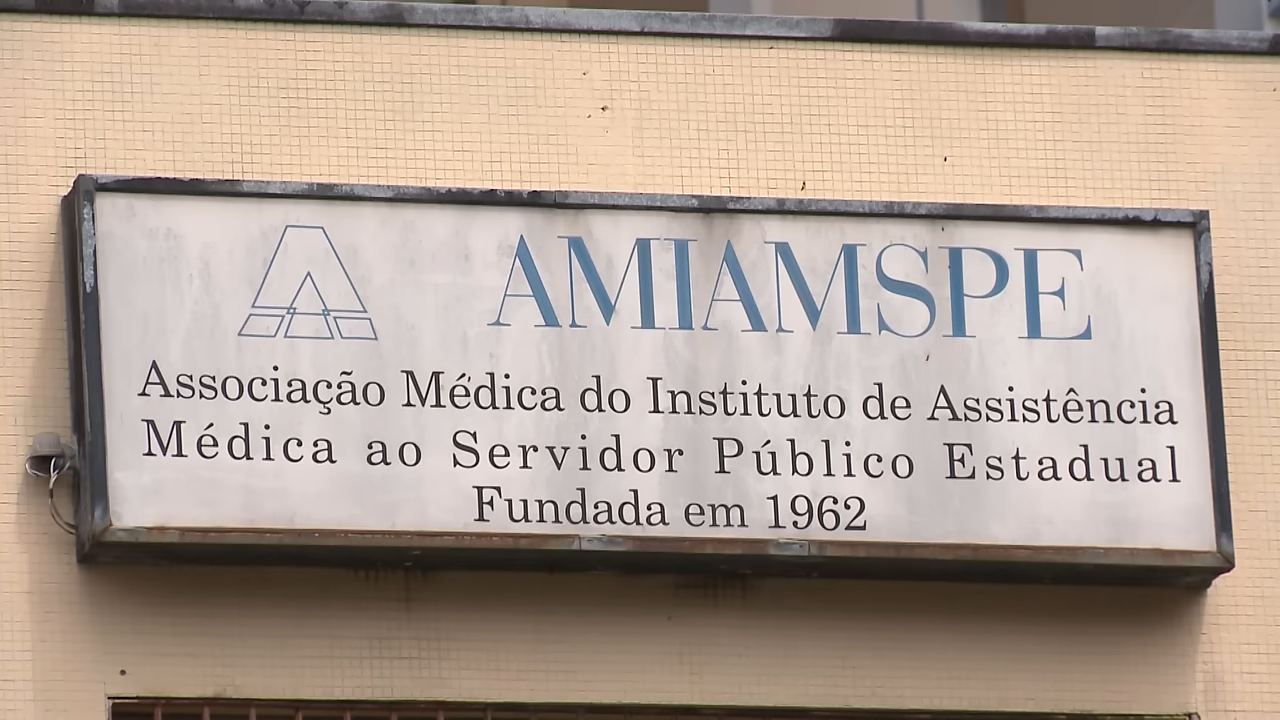 AMIAMSPE
Associação Médica do Instituto de Assistência
Médica ao Servidor Público Estadual
Fundada em 1962